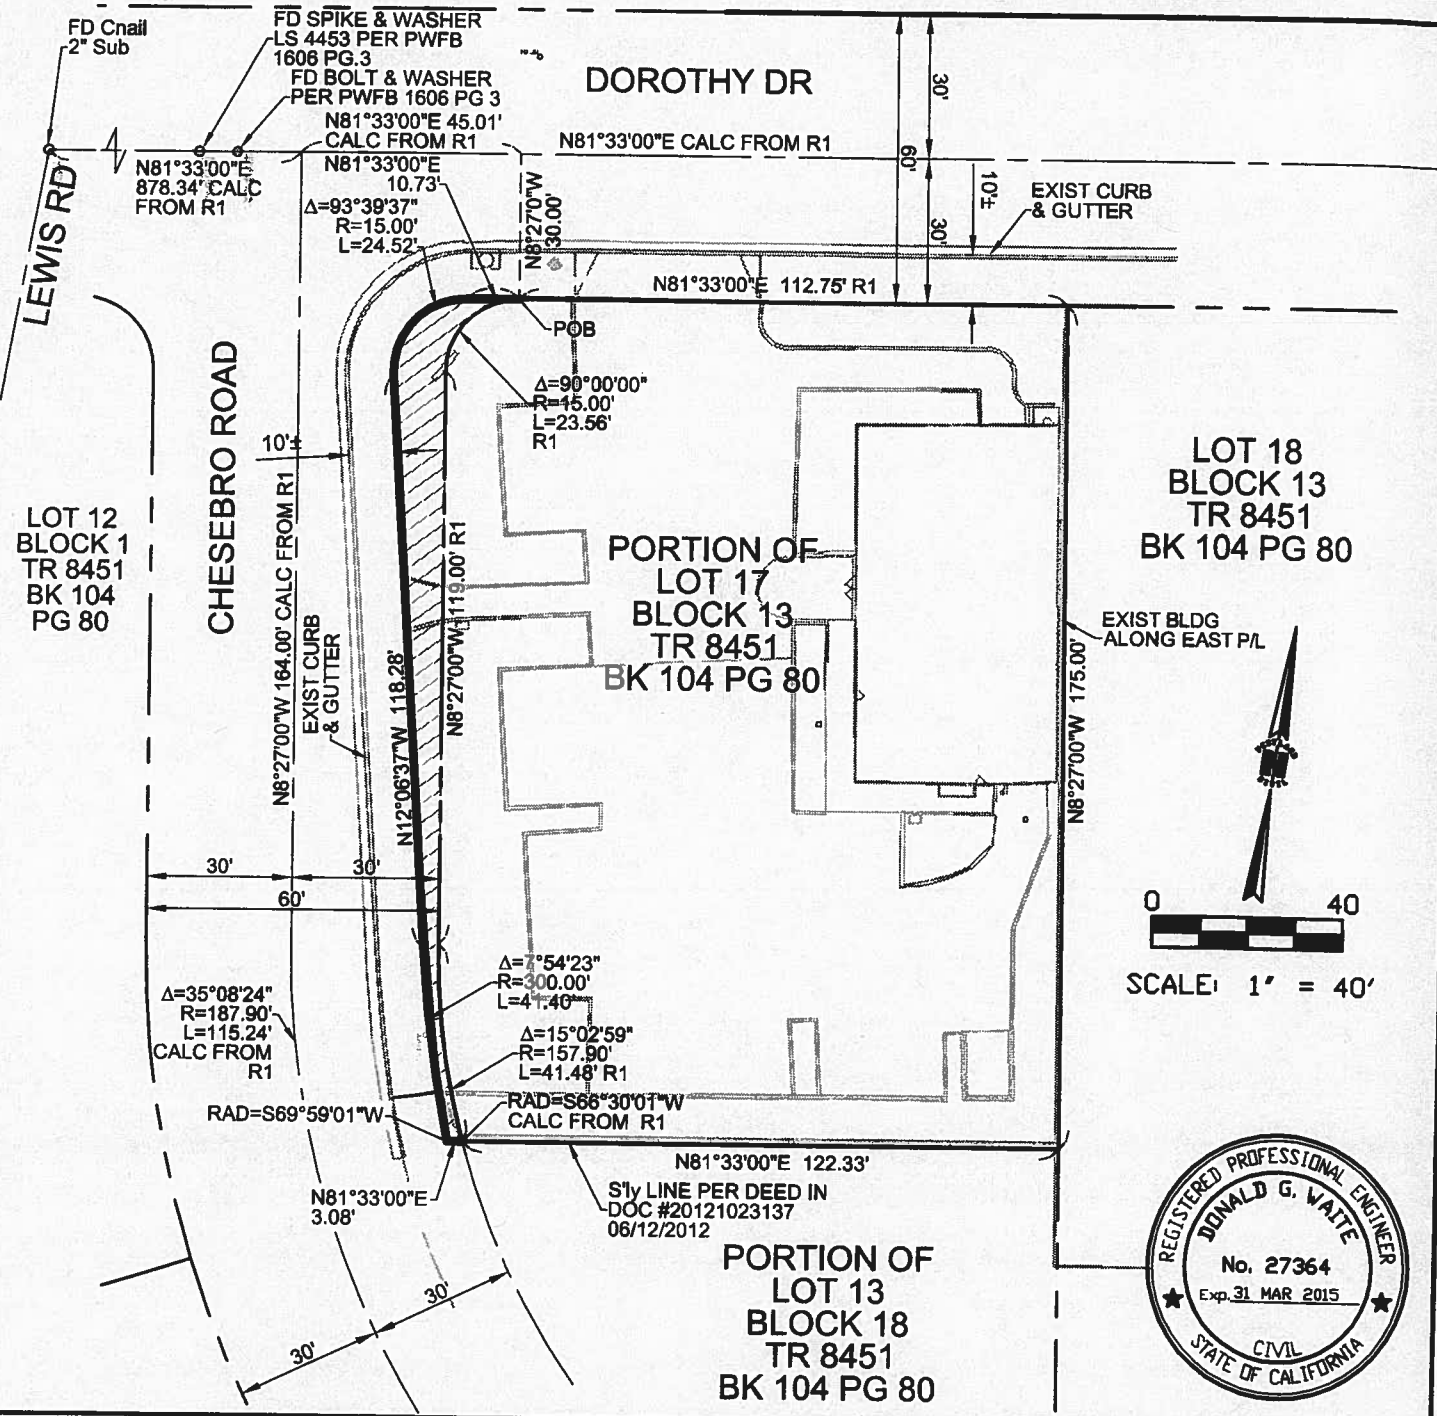 FD Cnail
2" Sub
FD SPIKE & WASHER
LS 4453 PER PWFB
1606 PG.3
FD BOLT & WASHER
PER PWFB 1606 PG 3
N81°33'00"E 45.01'
CALC FROM R1
DOROTHY DR
N81°33'00"E CALC FROM R1
30'
60'
30'
10'±
EXIST CURB
& GUTTER
N81°33'00"E
878.34' CALC
FROM R1
N81°33'00"E
10.73'
Δ=93°39'37"
R=15.00'
L=24.52'
N8°27'0"W
30.00'
LEWIS RD
N81°33'00"E 112.75' R1
POB
Δ=90°00'00"
R=15.00'
L=23.56'
R1
CHESEBRO ROAD
10'±
LOT 12
BLOCK 1
TR 8451
BK 104
PG 80
N8°27'00"W 164.00' CALC FROM R1
EXIST CURB
& GUTTER
N12°06'37"W 118.28'
N8°27'00"W 119.00' R1
PORTION OF
LOT 17
BLOCK 13
TR 8451
BK 104 PG 80
LOT 18
BLOCK 13
TR 8451
BK 104 PG 80
EXIST BLDG
ALONG EAST P/L
N8°27'00"W 175.00'
30'
30'
60'
0 40
SCALE: 1" = 40'
Δ=7°54'23"
R=300.00'
L=41.40'
Δ=35°08'24"
R=187.90'
L=115.24'
CALC FROM
R1
Δ=15°02'59"
R=157.90'
L=41.48' R1
RAD=S69°59'01"W
RAD=S66°30'01"W
CALC FROM R1
N81°33'00"E 122.33'
N81°33'00"E
3.08'
S'ly LINE PER DEED IN
DOC #20121023137
06/12/2012
PORTION OF
LOT 13
BLOCK 18
TR 8451
BK 104 PG 80
30'
30'
REGISTERED PROFESSIONAL ENGINEER
DONALD G. WAITE
No. 27364
Exp. 31 MAR 2015
CIVIL
STATE OF CALIFORNIA